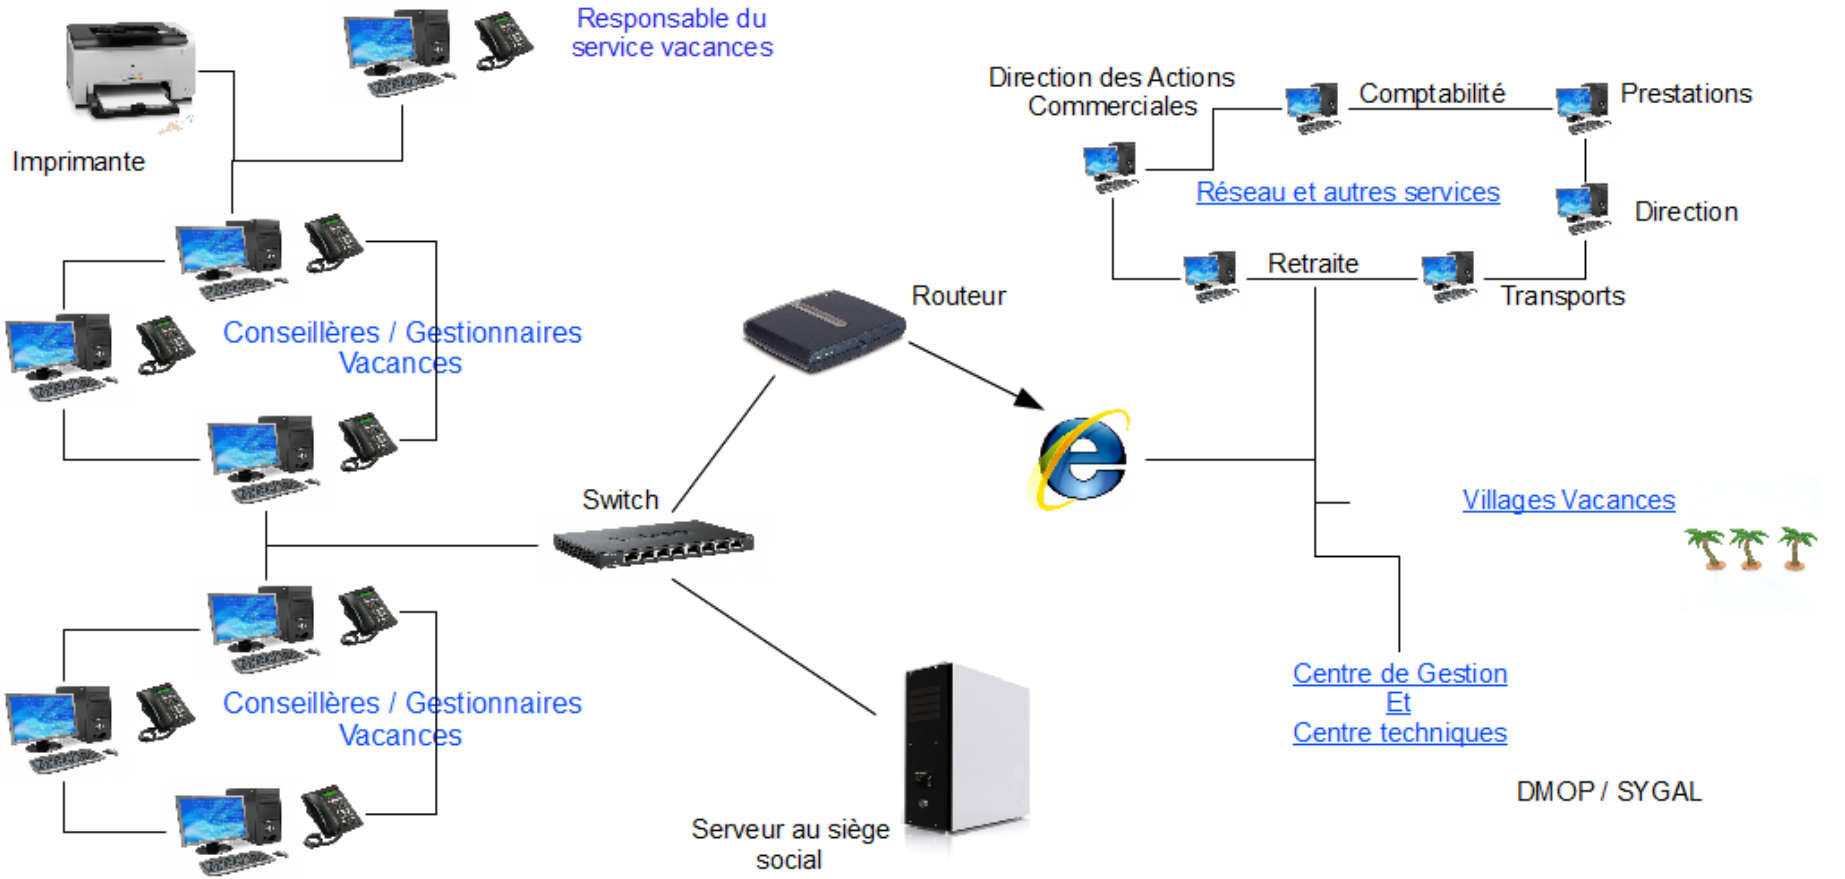 Responsable du
service vacances
Imprimante
Direction des Actions
Commerciales
Comptabilité
Prestations
Réseau et autres services
Direction
Retraite
Transports
Routeur
Conseillères / Gestionnaires
Vacances
Switch
Villages Vacances
Conseillères / Gestionnaires
Vacances
Centre de Gestion
Et
Centre techniques
DMOP / SYGAL
Serveur au siège
social